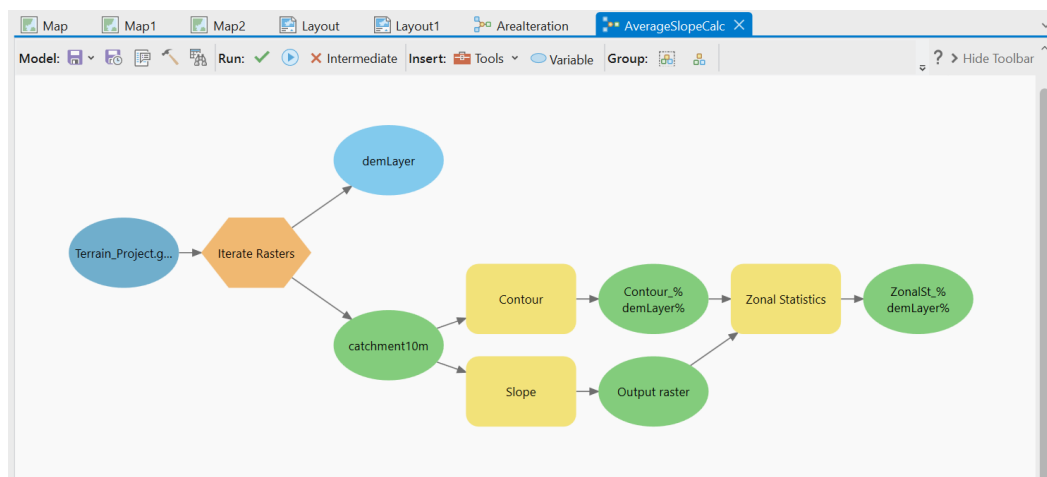 Map Map1 Map2 Layout Layout1 AreaIteration AverageSlopeCalc
Model: Run: Intermediate Insert: Tools Variable Group: ? Hide Toolbar
demLayer
Terrain_Project.g...
Iterate Rasters
Contour
Contour_%
demLayer%
Zonal Statistics
ZonalSt_%
demLayer%
catchment10m
Slope
Output raster